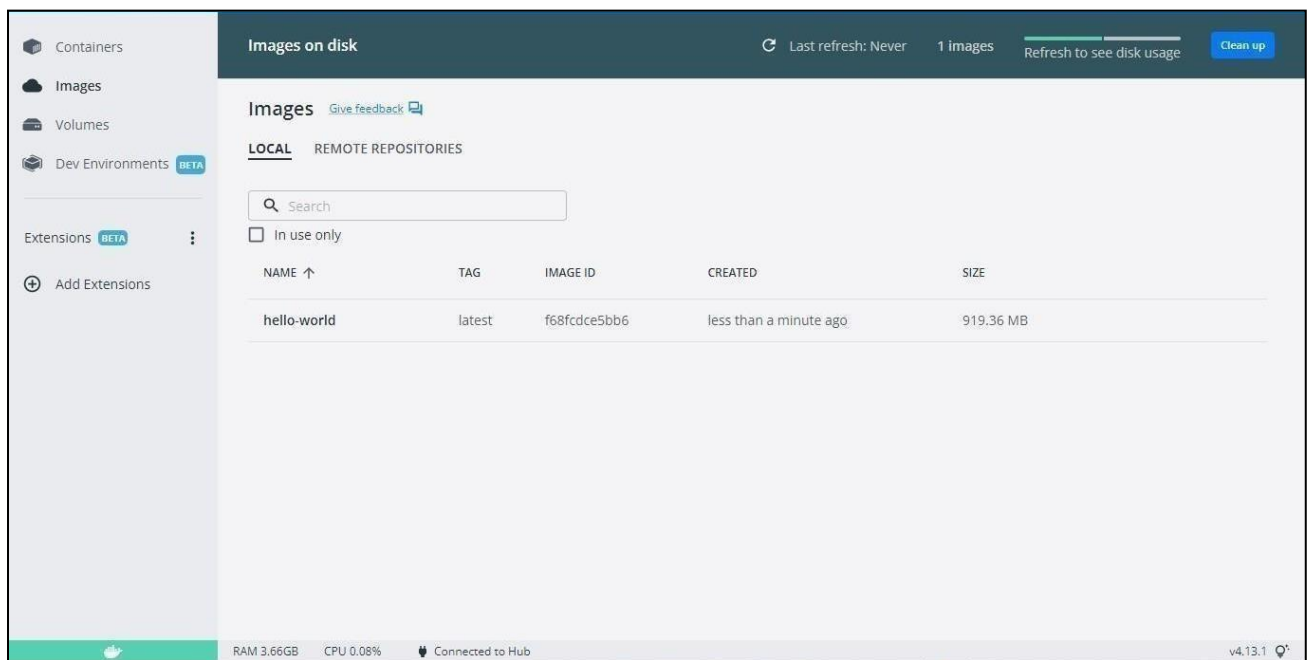 Containers
Images
Volumes
Dev Environments BETA
Extensions BETA
Add Extensions
Images on disk
Last refresh: Never
1 images
Refresh to see disk usage
Clean up
Images Give feedback
LOCAL REMOTE REPOSITORIES
Search
In use only
NAME TAG IMAGE ID CREATED SIZE
hello-world latest f68fcdce5bb6 less than a minute ago 919.36 MB
RAM 3.66GB CPU 0.08% Connected to Hub v4.13.1